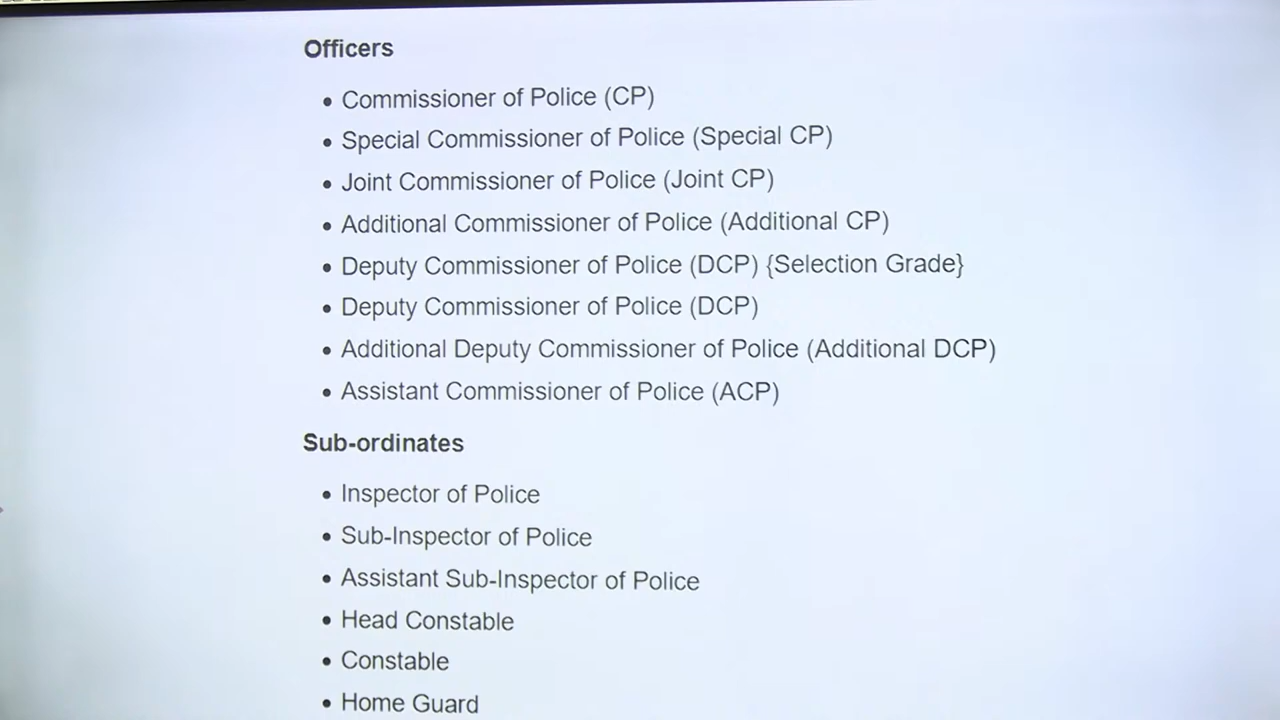 Officers
• Commissioner of Police (CP)
• Special Commissioner of Police (Special CP)
• Joint Commissioner of Police (Joint CP)
• Additional Commissioner of Police (Additional CP)
• Deputy Commissioner of Police (DCP) {Selection Grade}
• Deputy Commissioner of Police (DCP)
• Additional Deputy Commissioner of Police (Additional DCP)
• Assistant Commissioner of Police (ACP)
Sub-ordinates
• Inspector of Police
• Sub-Inspector of Police
• Assistant Sub-Inspector of Police
• Head Constable
• Constable
• Home Guard